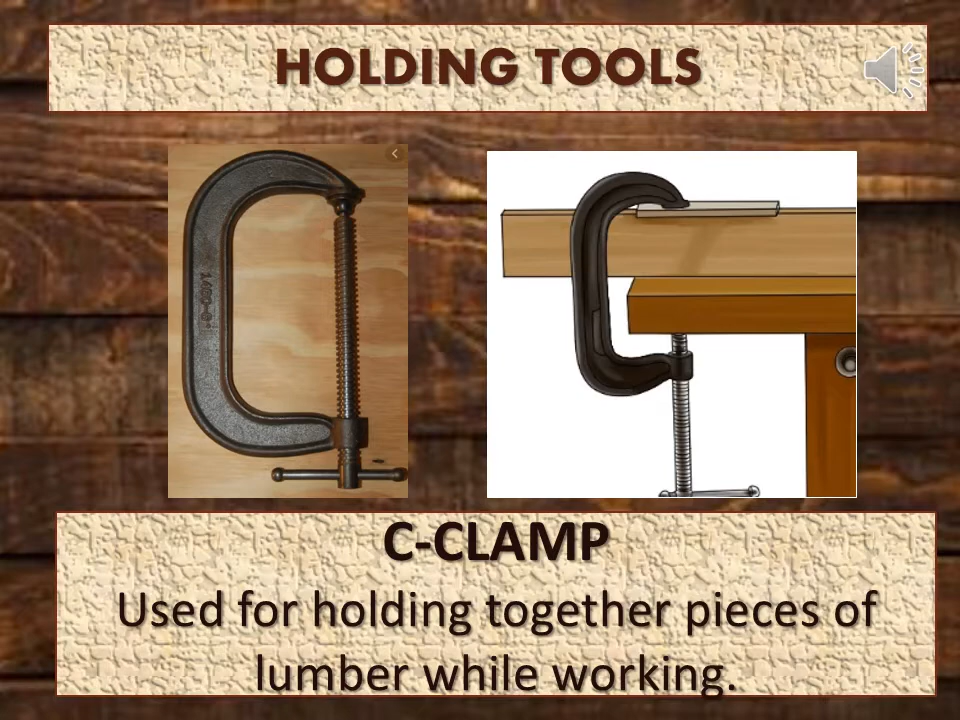 HOLDING TOOLS
C-CLAMP
Used for holding together pieces of
lumber while working.